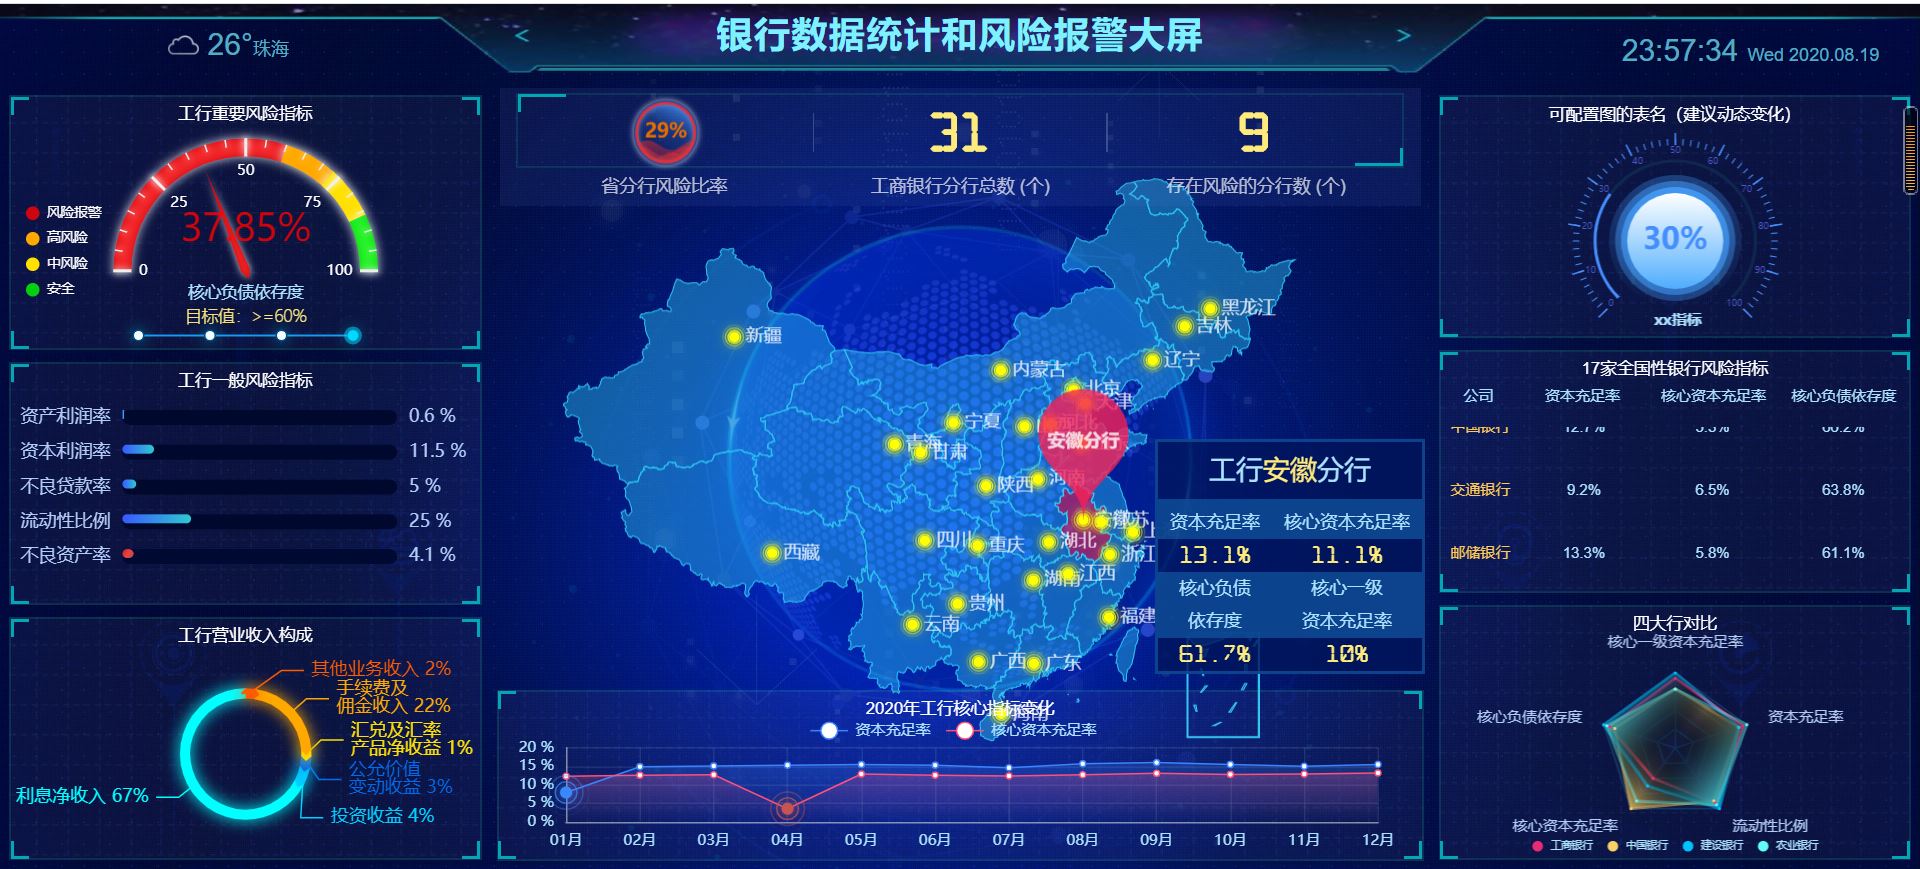 26°珠海
<
银行数据统计和风险报警大屏
>
23:57:34 Wed 2020.08.19
工行重要风险指标
风险报警
高风险
中风险
安全
0
25
50
75
100
37.85%
核心负债依存度
目标值：>=60%
工行一般风险指标
资产利润率 0.6 %
资本利润率 11.5 %
不良贷款率 5 %
流动性比例 25 %
不良资产率 4.1 %
工行营业收入构成
其他业务收入 2%
手续费及
佣金收入 22%
汇兑及汇率
产品净收益 1%
公允价值
变动收益 3%
投资收益 4%
利息净收入 67%
29%
31
9
省分行风险比率
工商银行分行总数 (个)
存在风险的分行数 (个)
黑龙江
吉林
辽宁
新疆
内蒙古
北京
天津
宁夏
河北
青海
甘肃
安徽分行
陕西
河南
安徽
江苏
上
四川
重庆
湖北
浙江
西藏
湖南
江西
贵州
云南
福建
广西
广东
海南
工行安徽分行
资本充足率 核心资本充足率
13.1% 11.1%
核心负债 核心一级
依存度 资本充足率
61.7% 10%
2020年工行核心指标变化
资本充足率 核心资本充足率
20 %
15 %
10 %
5 %
0 %
01月 02月 03月 04月 05月 06月 07月 08月 09月 10月 11月 12月
可配置图的表名（建议动态变化）
0
10
20
30
40
50
60
70
80
90
100
30%
xx指标
17家全国性银行风险指标
公司 资本充足率 核心资本充足率 核心负债依存度
中国银行 12.7% 5.5% 60.2%
交通银行 9.2% 6.5% 63.8%
邮储银行 13.3% 5.8% 61.1%
四大行对比
核心一级资本充足率
核心负债依存度
资本充足率
核心资本充足率
流动性比例
工商银行 中国银行 建设银行 农业银行